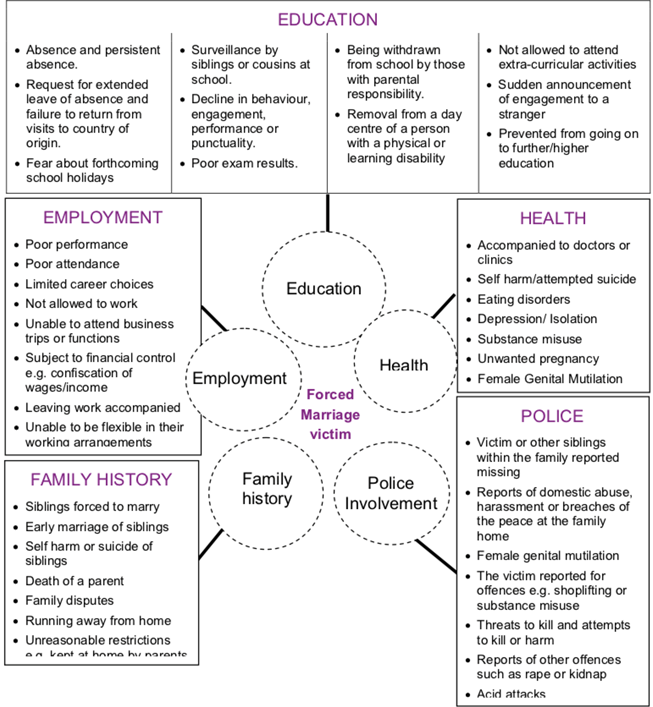 EDUCATION
• Absence and persistent
absence.
• Request for extended
leave of absence and
failure to return from
visits to country of
origin.
• Fear about forthcoming
school holidays
• Surveillance by
siblings or cousins at
school.
• Decline in behaviour,
engagement,
performance or
punctuality.
• Poor exam results.
• Being withdrawn
from school by those
with parental
responsibility.
• Removal from a day
centre of a person
with a physical or
learning disability
• Not allowed to attend
extra-curricular activities
• Sudden announcement
of engagement to a
stranger
• Prevented from going on
to further/higher
education
EMPLOYMENT
• Poor performance
• Poor attendance
• Limited career choices
• Not allowed to work
• Unable to attend business
trips or functions
• Subject to financial control
e.g. confiscation of
wages/income
• Leaving work accompanied
• Unable to be flexible in their
working arrangements
HEALTH
• Accompanied to doctors or
clinics
• Self harm/attempted suicide
• Eating disorders
• Depression/ Isolation
• Substance misuse
• Unwanted pregnancy
• Female Genital Mutilation
Education
Employment
Health
Forced
Marriage
victim
Family
history
Police
Involvement
FAMILY HISTORY
• Siblings forced to marry
• Early marriage of siblings
• Self harm or suicide of
siblings
• Death of a parent
• Family disputes
• Running away from home
• Unreasonable restrictions
e.g. kept at home by parents
POLICE
• Victim or other siblings
within the family reported
missing
• Reports of domestic abuse,
harassment or breaches of
the peace at the family
home
• Female genital mutilation
• The victim reported for
offences e.g. shoplifting or
substance misuse
• Threats to kill and attempts
to kill or harm
• Reports of other offences
such as rape or kidnap
• Acid attacks